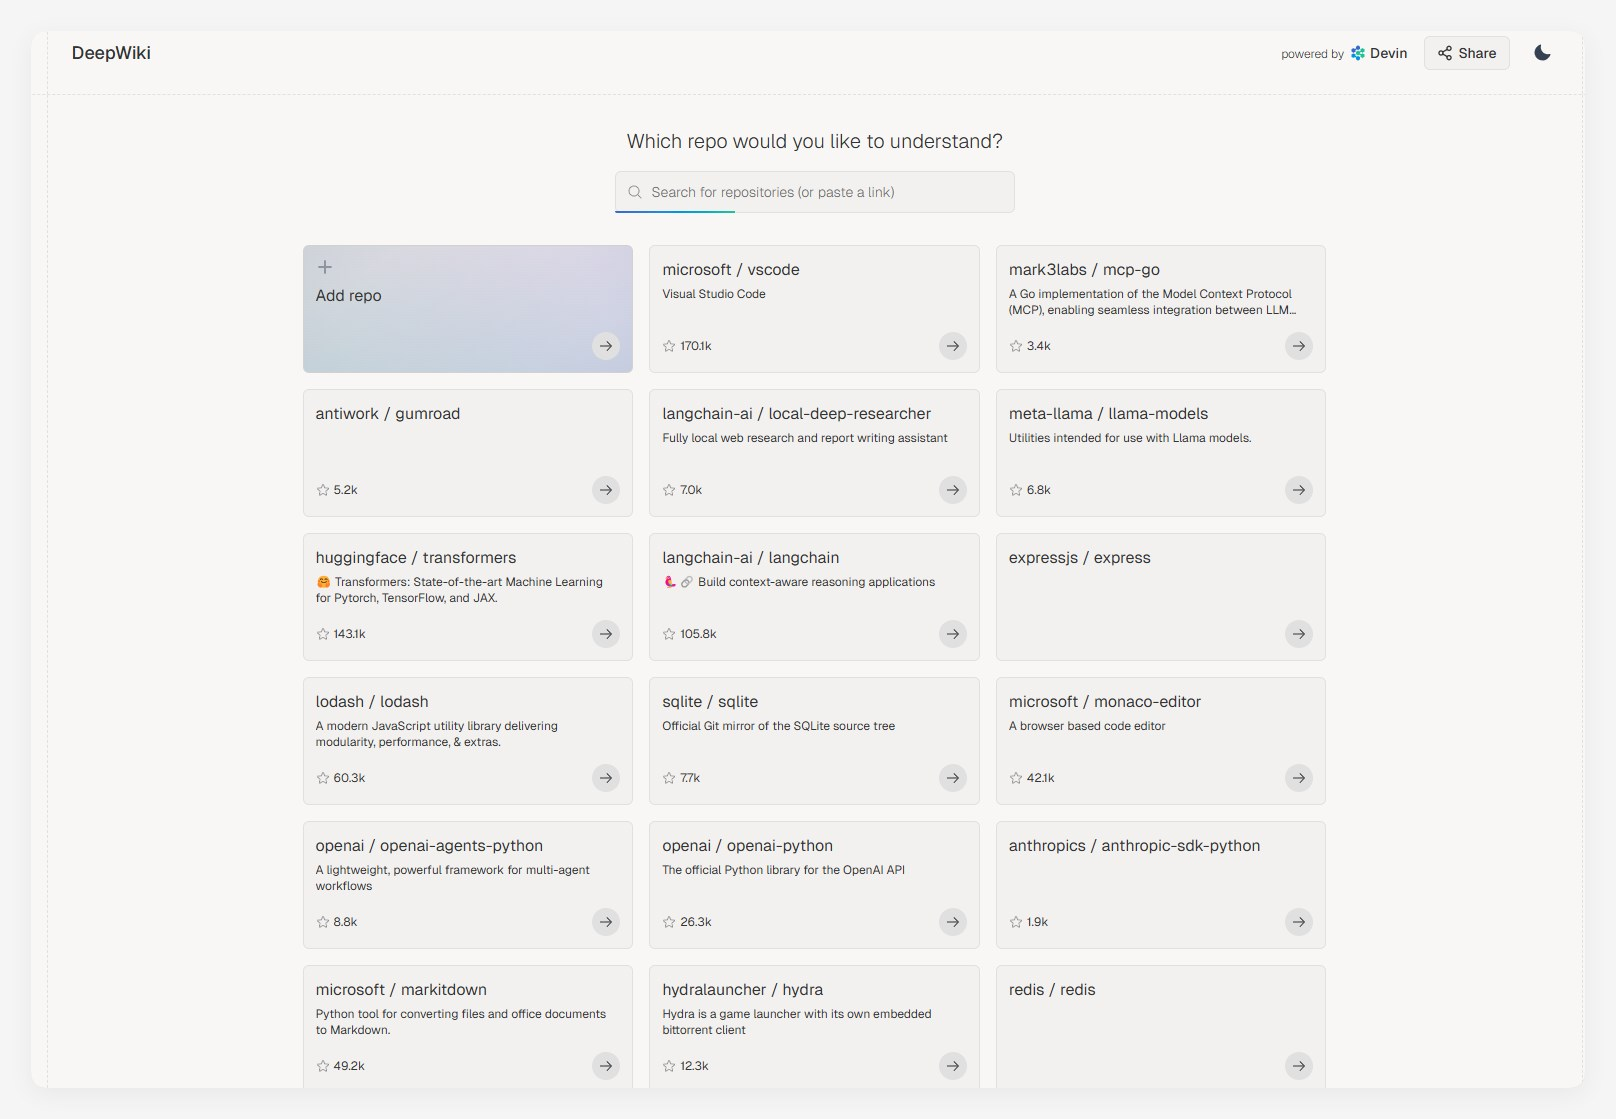 DeepWiki
powered by Devin
Share
Which repo would you like to understand?
Search for repositories (or paste a link)
Add repo
microsoft / vscode
Visual Studio Code
170.1k
mark3labs / mcp-go
A Go implementation of the Model Context Protocol
(MCP), enabling seamless integration between LLM...
3.4k
antiwork / gumroad
5.2k
langchain-ai / local-deep-researcher
Fully local web research and report writing assistant
7.0k
meta-llama / llama-models
Utilities intended for use with Llama models.
6.8k
huggingface / transformers
🤗 Transformers: State-of-the-art Machine Learning
for Pytorch, TensorFlow, and JAX.
143.1k
langchain-ai / langchain
🦜🔗 Build context-aware reasoning applications
105.8k
expressjs / express
lodash / lodash
A modern JavaScript utility library delivering
modularity, performance, & extras.
60.3k
sqlite / sqlite
Official Git mirror of the SQLite source tree
7.7k
microsoft / monaco-editor
A browser based code editor
42.1k
openai / openai-agents-python
A lightweight, powerful framework for multi-agent
workflows
8.8k
openai / openai-python
The official Python library for the OpenAI API
26.3k
anthropics / anthropic-sdk-python
1.9k
microsoft / markitdown
Python tool for converting files and office documents
to Markdown.
49.2k
hydralauncher / hydra
Hydra is a game launcher with its own embedded
bittorrent client
12.3k
redis / redis